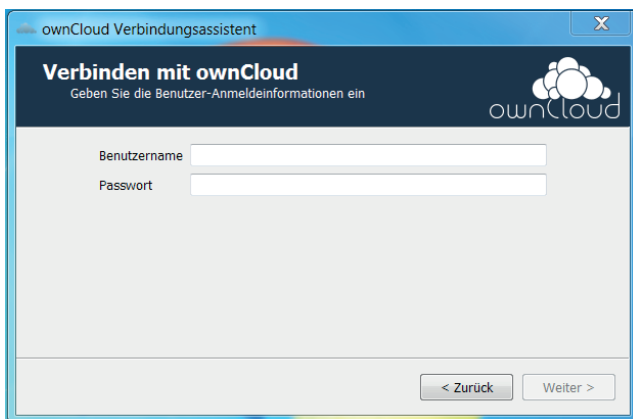 ownCloud Verbindungsassistent
Verbinden mit ownCloud
Geben Sie die Benutzer-Anmeldeinformationen ein
ownCloud
Benutzername
Passwort
< Zurück
Weiter >